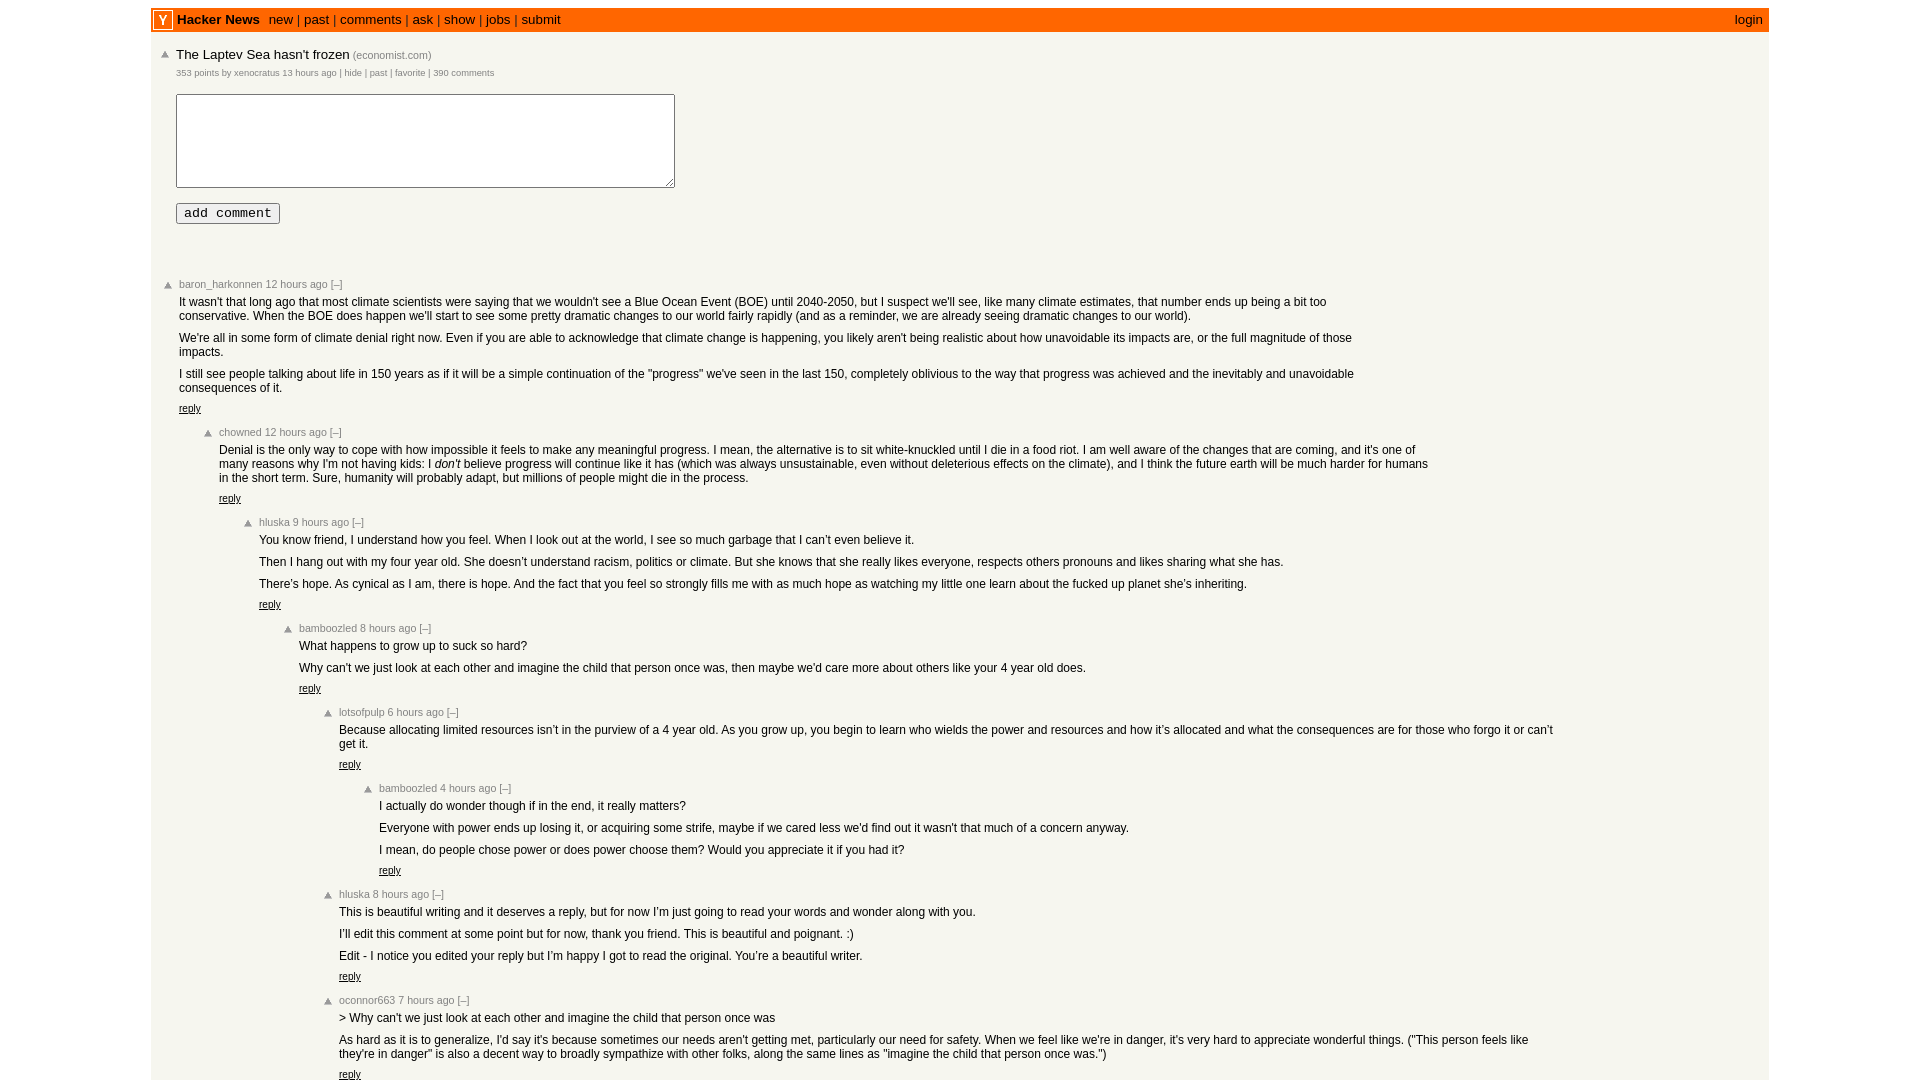 Y Hacker News new | past | comments | ask | show | jobs | submit login
The Laptev Sea hasn't frozen (economist.com)
353 points by xenocratus 13 hours ago | hide | past | favorite | 390 comments
add comment
baron_harkonnen 12 hours ago [–]
It wasn't that long ago that most climate scientists were saying that we wouldn't see a Blue Ocean Event (BOE) until 2040-2050, but I suspect we'll see, like many climate estimates, that number ends up being a bit too
conservative. When the BOE does happen we'll start to see some pretty dramatic changes to our world fairly rapidly (and as a reminder, we are already seeing dramatic changes to our world).
We're all in some form of climate denial right now. Even if you are able to acknowledge that climate change is happening, you likely aren't being realistic about how unavoidable its impacts are, or the full magnitude of those
impacts.
I still see people talking about life in 150 years as if it will be a simple continuation of the "progress" we've seen in the last 150, completely oblivious to the way that progress was achieved and the inevitably and unavoidable
consequences of it.
reply
chowned 12 hours ago [–]
Denial is the only way to cope with how impossible it feels to make any meaningful progress. I mean, the alternative is to sit white-knuckled until I die in a food riot. I am well aware of the changes that are coming, and it's one of
many reasons why I'm not having kids: I don't believe progress will continue like it has (which was always unsustainable, even without deleterious effects on the climate), and I think the future earth will be much harder for humans
in the short term. Sure, humanity will probably adapt, but millions of people might die in the process.
reply
hluska 9 hours ago [–]
You know friend, I understand how you feel. When I look out at the world, I see so much garbage that I can’t even believe it.
Then I hang out with my four year old. She doesn’t understand racism, politics or climate. But she knows that she really likes everyone, respects others pronouns and likes sharing what she has.
There’s hope. As cynical as I am, there is hope. And the fact that you feel so strongly fills me with as much hope as watching my little one learn about the fucked up planet she’s inheriting.
reply
bamboozled 8 hours ago [–]
What happens to grow up to suck so hard?
Why can't we just look at each other and imagine the child that person once was, then maybe we'd care more about others like your 4 year old does.
reply
lotsofpulp 6 hours ago [–]
Because allocating limited resources isn’t in the purview of a 4 year old. As you grow up, you begin to learn who wields the power and resources and how it’s allocated and what the consequences are for those who forgo it or can’t
get it.
reply
bamboozled 4 hours ago [–]
I actually do wonder though if in the end, it really matters?
Everyone with power ends up losing it, or acquiring some strife, maybe if we cared less we'd find out it wasn't that much of a concern anyway.
I mean, do people chose power or does power choose them? Would you appreciate it if you had it?
reply
hluska 8 hours ago [–]
This is beautiful writing and it deserves a reply, but for now I’m just going to read your words and wonder along with you.
I’ll edit this comment at some point but for now, thank you friend. This is beautiful and poignant. :)
Edit - I notice you edited your reply but I’m happy I got to read the original. You’re a beautiful writer.
reply
oconnor663 7 hours ago [–]
> Why can't we just look at each other and imagine the child that person once was
As hard as it is to generalize, I'd say it's because sometimes our needs aren't getting met, particularly our need for safety. When we feel like we're in danger, it's very hard to appreciate wonderful things. ("This person feels like
they're in danger" is also a decent way to broadly sympathize with other folks, along the same lines as "imagine the child that person once was.")
reply